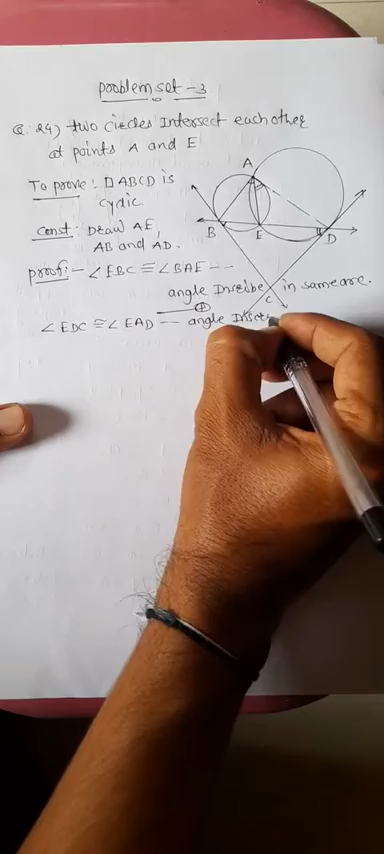 problem set - 3
Q. 24) two circles Intersect each other
at points A and E
To prove: □ ABCD is
cydic
const: Draw AE,
AB and AD.
proof:- ∠EBC ≅ ∠BAE --
angle Inscribe in same arc.
①
∠EDC ≅ ∠EAD -- angle
A
B
E
D
C